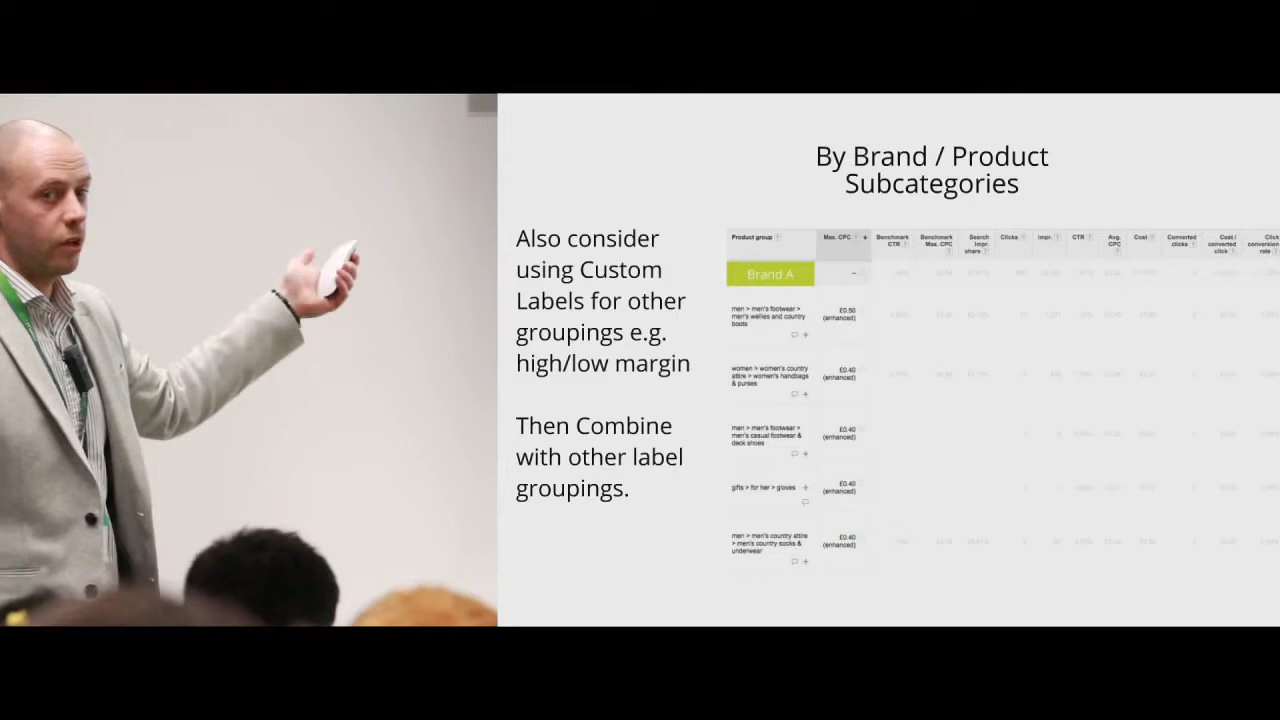 By Brand / Product
Subcategories
Also consider
using Custom
Labels for other
groupings e.g.
high/low margin
Then Combine
with other label
groupings.
Product group
Max. CPC
Benchmark
CTR
Benchmark
Max. CPC
Search
Impr.
share
Clicks
Impr.
CTR
Avg.
CPC
Cost
Converted
clicks
Cost /
converted
click
Click
conversion
rate
Brand A
--
men > men's footwear >
men's wellies and country
boots
£0.50
(enhanced)
women > women's country
attire > women's handbags
& purses
£0.40
(enhanced)
men > men's footwear >
men's casual footwear &
deck shoes
£0.40
(enhanced)
gifts > for her > gloves
£0.40
(enhanced)
men > men's country attire
> men's country socks &
underwear
£0.40
(enhanced)